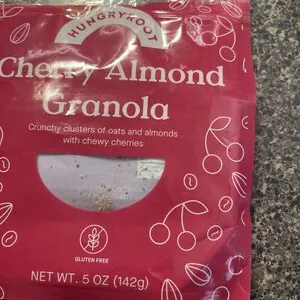 HUNGRYROOT
Cherry Almond
Granola
Crunchy clusters of oats and almonds
with chewy cherries
GLUTEN FREE
NET WT. 5 OZ (142g)